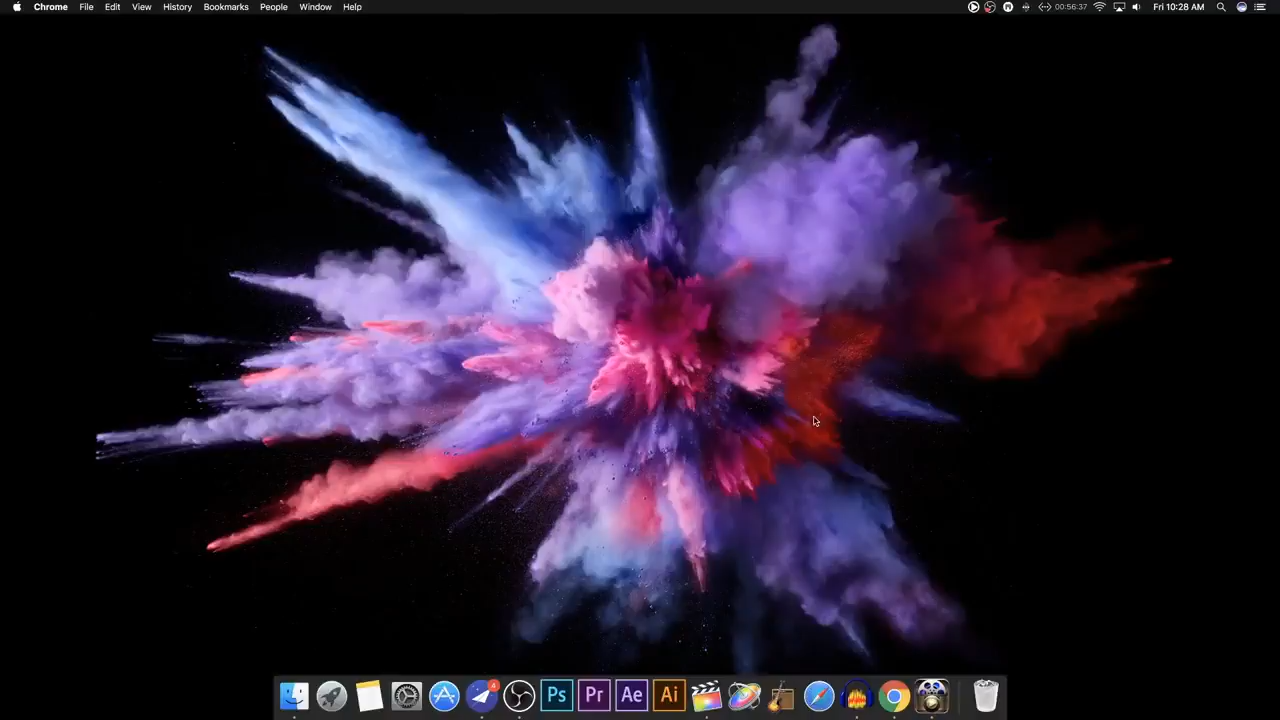 Chrome File Edit View History Bookmarks People Window Help 00:56:37 Fri 10:28 AM
4 Ps Pr Ae Ai